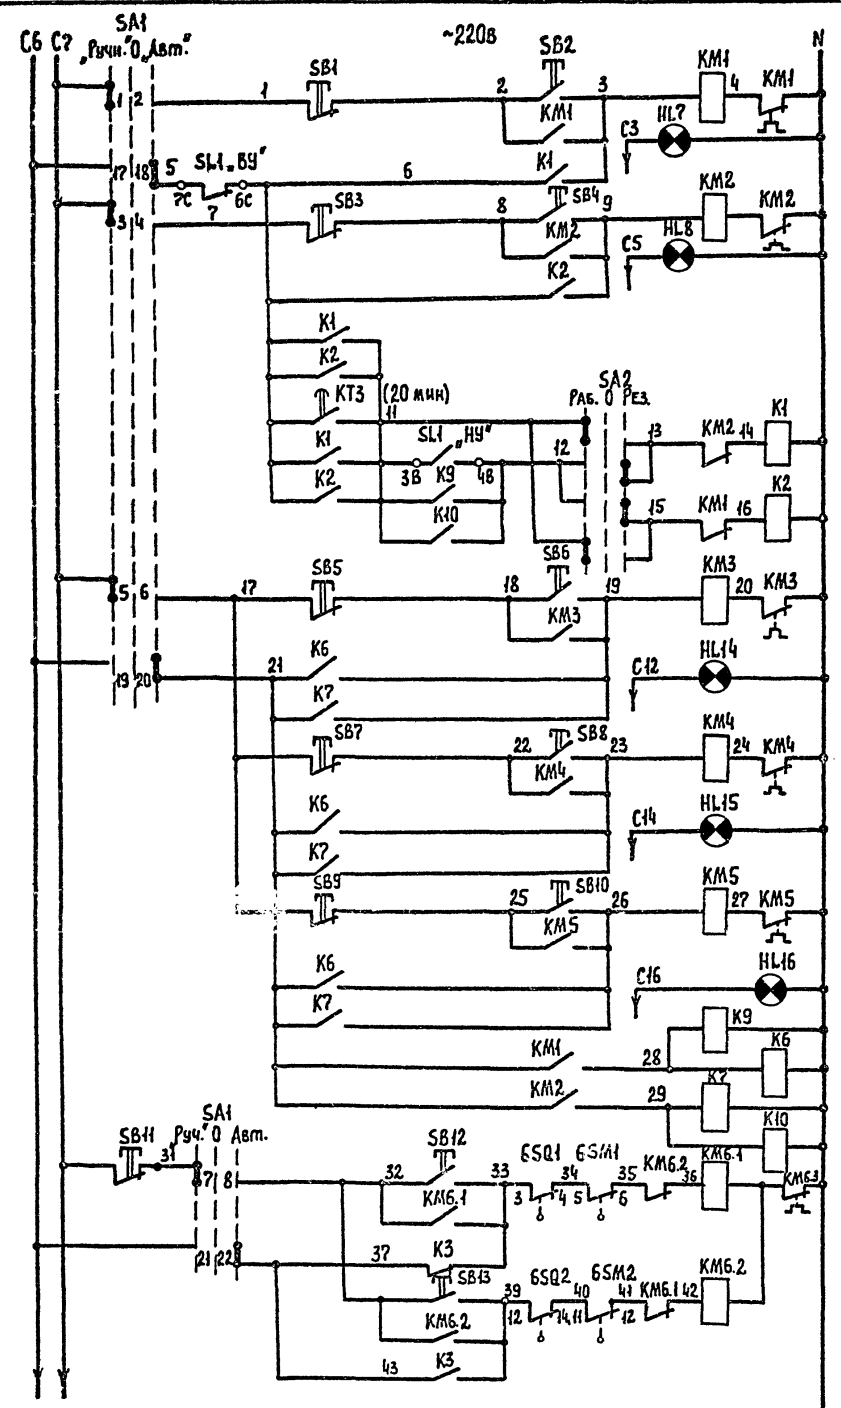 SA1
~220в
N
С6 С7 „Ручн." 0 „Авт."
SB1 SB2 KM1
1 2 1 2 3 4 KM1
KM1 С3 HL7
17 18 5 SL1 „ВУ" 6 K1
7С 7 6С
SB3 SB4 KM2
3 4 8 9 KM2
KM2 С5 HL8
K2
K1
K2
KT3 (20 мин) SA2
11 РАБ. 0 РЕЗ.
K1 SL1 „НУ" 12 13 KM2 14 K1
3В 4В
K2 K9 15 KM1 16 K2
K10
SB5 SB6 KM3
5 6 17 18 19 20 KM3
KM3
K6 С12 HL14
19 20 21
K7
SB7 SB8 KM4
22 23 24 KM4
KM4
K6 С14 HL15
K7
SB9 SB10 KM5
25 26 27 KM5
KM5
K6 С16 HL16
K7
K9
KM1 28 K6
K7
KM2 29
K10
SA1
SB11 „Руч." 0 Авт. SB12 6SQ1 6SM1 KM6.1
31 7 8 32 33 34 35 KM6.2 36 KM6.3
KM6.1 3 4 5 6
21 22 37 K3
SB13 6SQ2 6SM2 KM6.2
39 40 41 KM6.1 42
12 14,11 12
KM6.2
43 K3